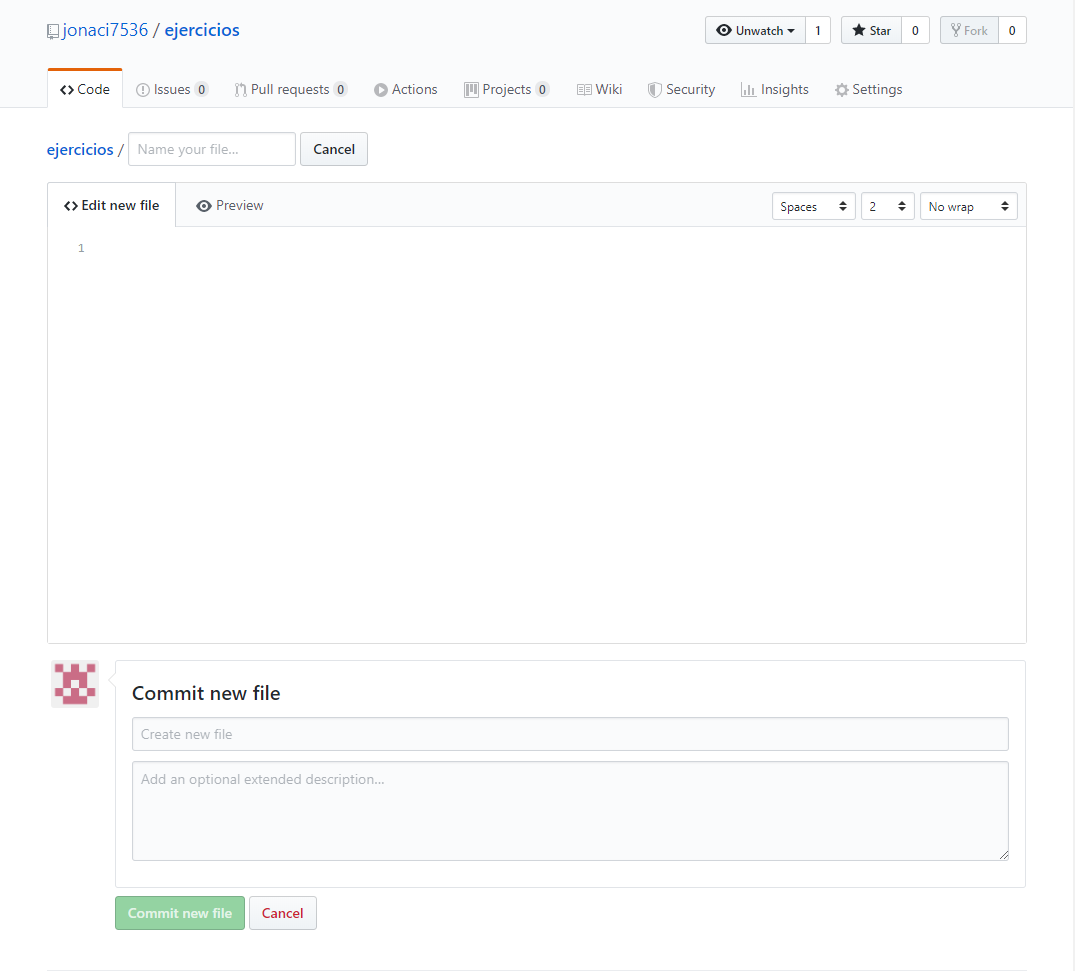 jonaci7536 / ejercicios Unwatch 1 Star 0 Fork 0
Code Issues 0 Pull requests 0 Actions Projects 0 Wiki Security Insights Settings
ejercicios / Name your file... Cancel
Edit new file Preview Spaces 2 No wrap
1
Commit new file
Create new file
Add an optional extended description...
Commit new file Cancel